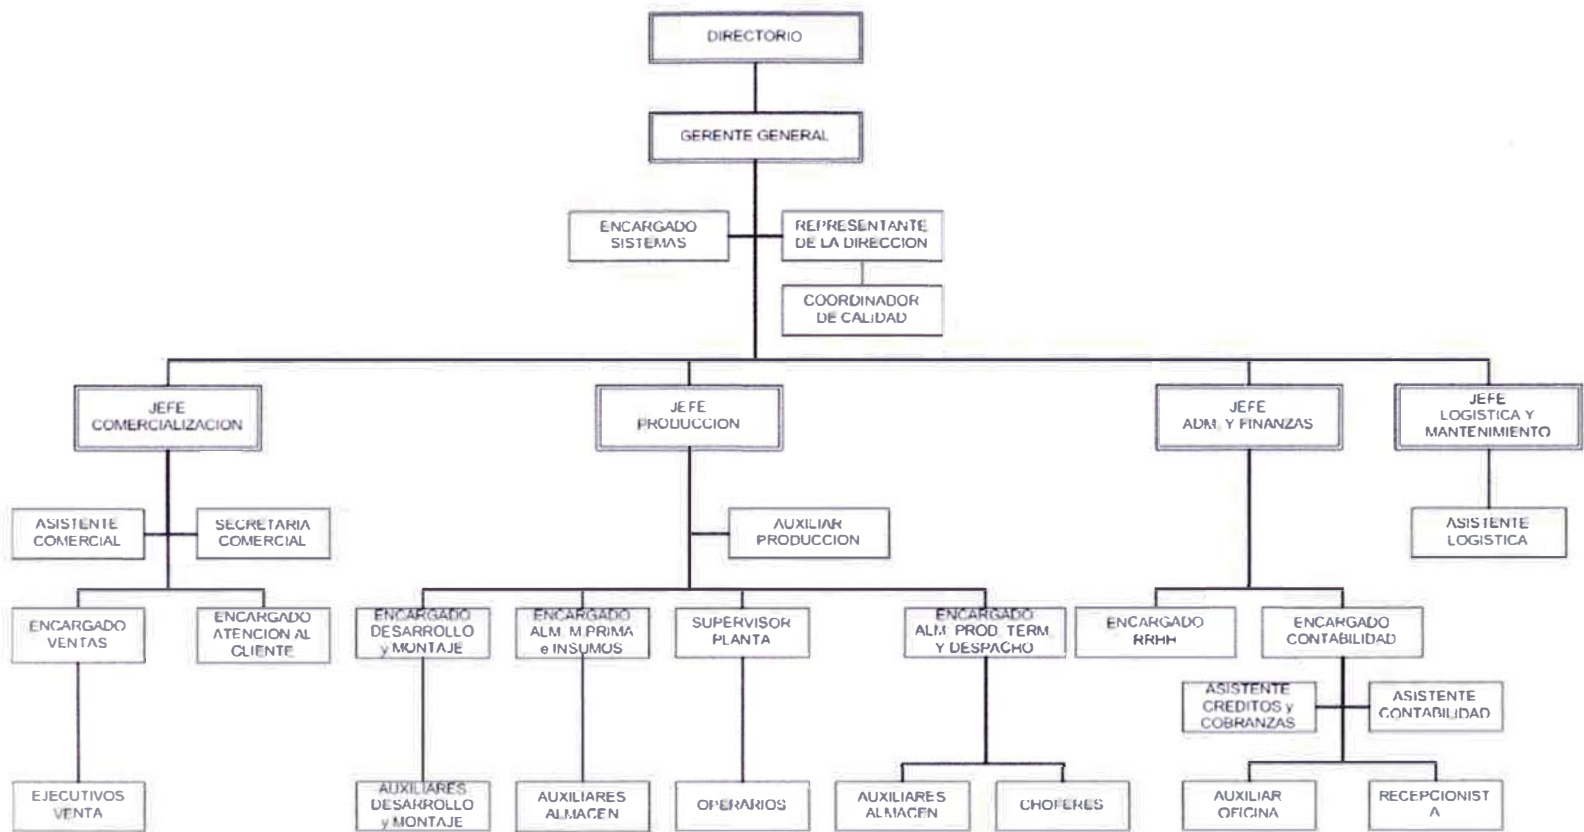 DIRECTORIO
GERENTE GENERAL
ENCARGADO
SISTEMAS
REPRESENTANTE
DE LA DIRECCION
COORDINADOR
DE CALIDAD
JEFE
COMERCIALIZACION
JEFE
PRODUCCION
JEFE
ADM. Y FINANZAS
JEFE
LOGISTICA Y
MANTENIMIENTO
ASISTENTE
COMERCIAL
SECRETARIA
COMERCIAL
AUXILIAR
PRODUCCION
ASISTENTE
LOGISTICA
ENCARGADO
VENTAS
ENCARGADO
ATENCION AL
CLIENTE
ENCARGADO
DESARROLLO
y MONTAJE
ENCARGADO
ALM. M.PRIMA
e INSUMOS
SUPERVISOR
PLANTA
ENCARGADO
ALM. PROD. TERM.
Y DESPACHO
ENCARGADO
RRHH
ENCARGADO
CONTABILIDAD
ASISTENTE
CREDITOS y
COBRANZAS
ASISTENTE
CONTABILIDAD
EJECUTIVOS
VENTA
AUXILIARES
DESARROLLO
y MONTAJE
AUXILIARES
ALMACEN
OPERARIOS
AUXILIARES
ALMACEN
CHOFERES
AUXILIAR
OFICINA
RECEPCIONIST
A